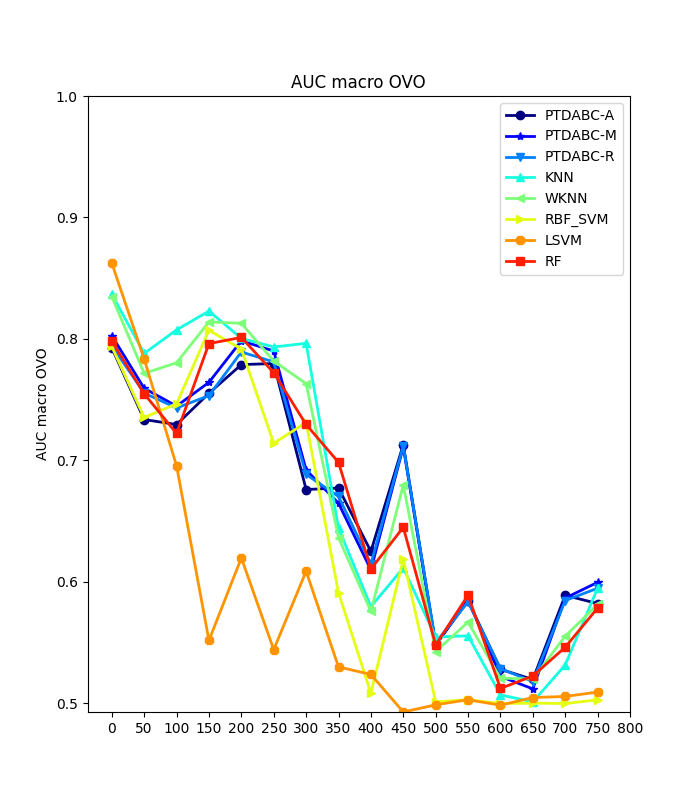 AUC macro OVO
1.0
0.9
0.8
0.7
0.6
0.5
AUC macro OVO
PTDABC-A
PTDABC-M
PTDABC-R
KNN
WKNN
RBF_SVM
LSVM
RF
0 50 100 150 200 250 300 350 400 450 500 550 600 650 700 750 800